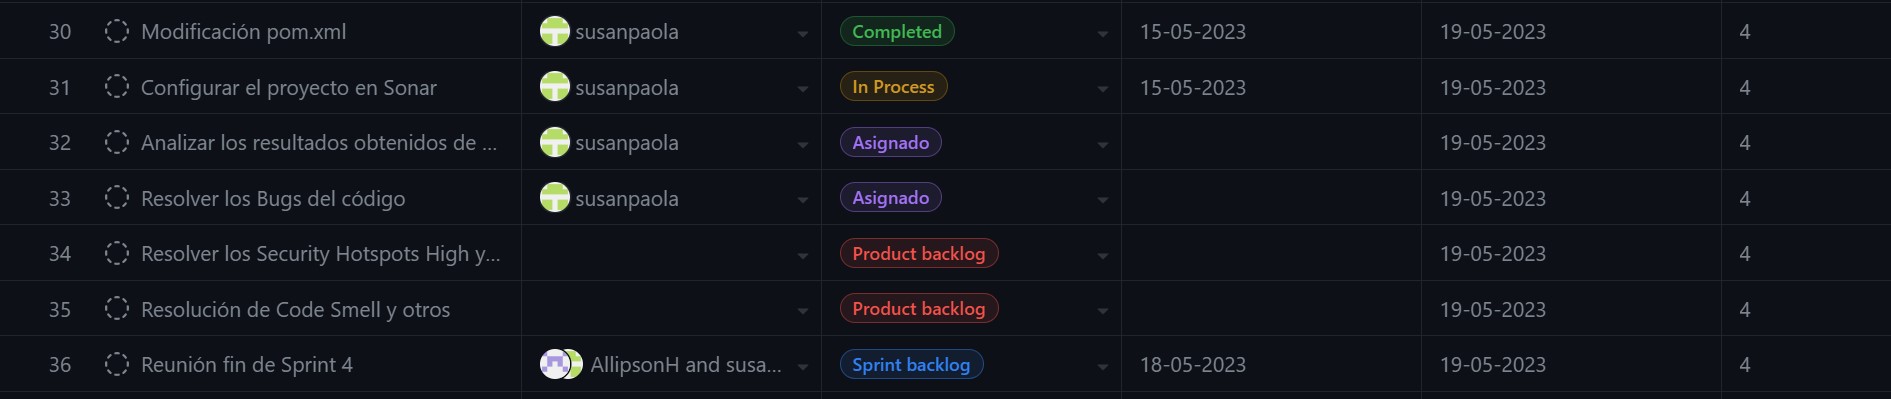 30 Modificación pom.xml susanpaola Completed 15-05-2023 19-05-2023 4
31 Configurar el proyecto en Sonar susanpaola In Process 15-05-2023 19-05-2023 4
32 Analizar los resultados obtenidos de ... susanpaola Asignado 19-05-2023 4
33 Resolver los Bugs del código susanpaola Asignado 19-05-2023 4
34 Resolver los Security Hotspots High y... Product backlog 19-05-2023 4
35 Resolución de Code Smell y otros Product backlog 19-05-2023 4
36 Reunión fin de Sprint 4 AllipsonH and susa... Sprint backlog 18-05-2023 19-05-2023 4